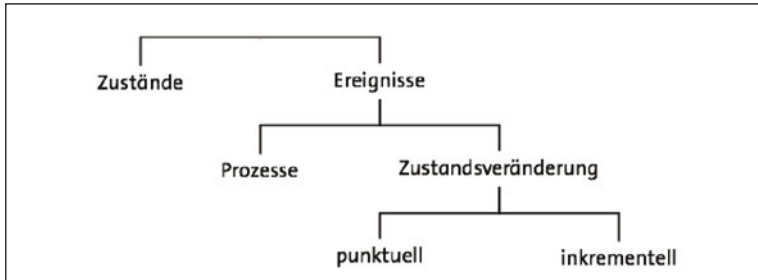 Zustände Ereignisse
Prozesse Zustandsveränderung
punktuell inkrementell